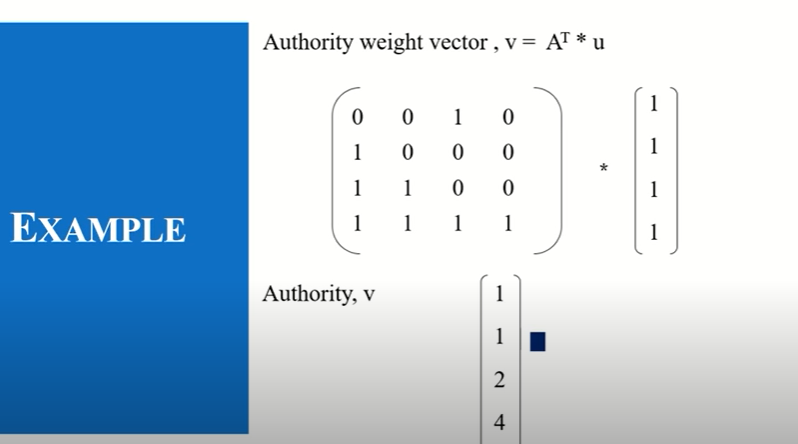 Authority weight vector , v = Aᵀ * u
0 0 1 0
1 0 0 0
1 1 0 0
1 1 1 1
*
1
1
1
1
EXAMPLE
Authority, v
1
1
2
4